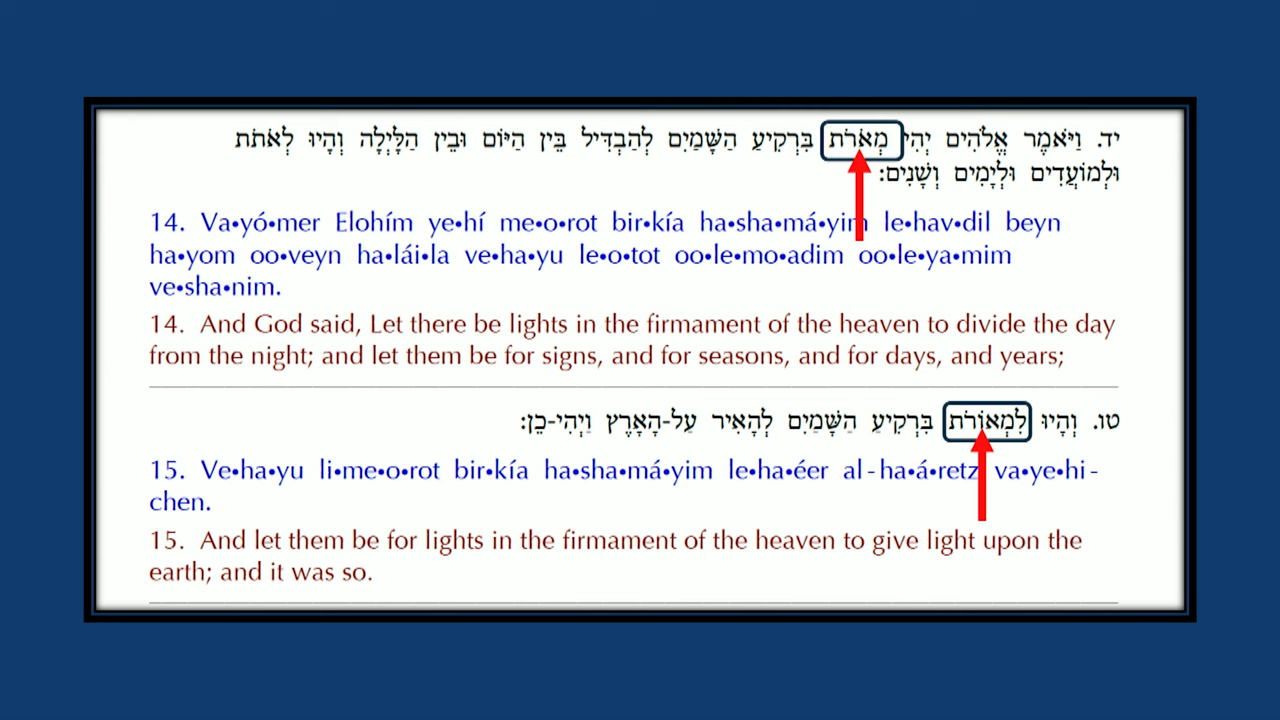 יד. וַיֹּאמֶר אֱלֹהִים יְהִי מְאֹרֹת בִּרְקִיעַ הַשָּׁמַיִם לְהַבְדִּיל בֵּין הַיּוֹם וּבֵין הַלָּיְלָה וְהָיוּ לְאֹתֹת
וּלְמוֹעֲדִים וּלְיָמִים וְשָׁנִים:
14. Va•yó•mer Elohím ye•hí me•o•rot bir•kía ha•sha•má•yim le•hav•dil beyn
ha•yom oo•veyn ha•lái•la ve•ha•yu le•o•tot oo•le•mo•adim oo•le•ya•mim
ve•sha•nim.
14. And God said, Let there be lights in the firmament of the heaven to divide the day
from the night; and let them be for signs, and for seasons, and for days, and years;
טו. וְהָיוּ לִמְאוֹרֹת בִּרְקִיעַ הַשָּׁמַיִם לְהָאִיר עַל-הָאָרֶץ וַיְהִי-כֵן:
15. Ve•ha•yu li•me•o•rot bir•kía ha•sha•má•yim le•ha•éer al-ha•á•retz va•ye•hi-
chen.
15. And let them be for lights in the firmament of the heaven to give light upon the
earth; and it was so.